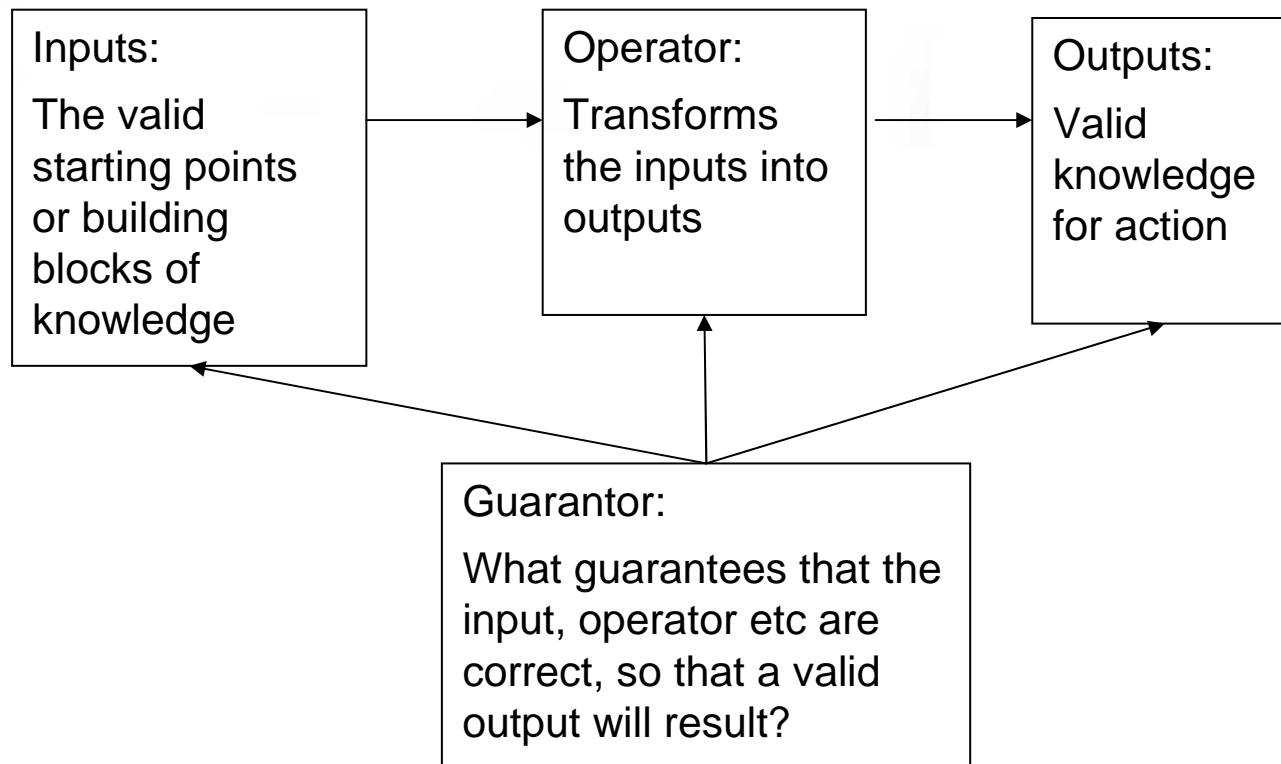 Inputs:
The valid
starting points
or building
blocks of
knowledge
Operator:
Transforms
the inputs into
outputs
Outputs:
Valid
knowledge
for action
Guarantor:
What guarantees that the
input, operator etc are
correct, so that a valid
output will result?